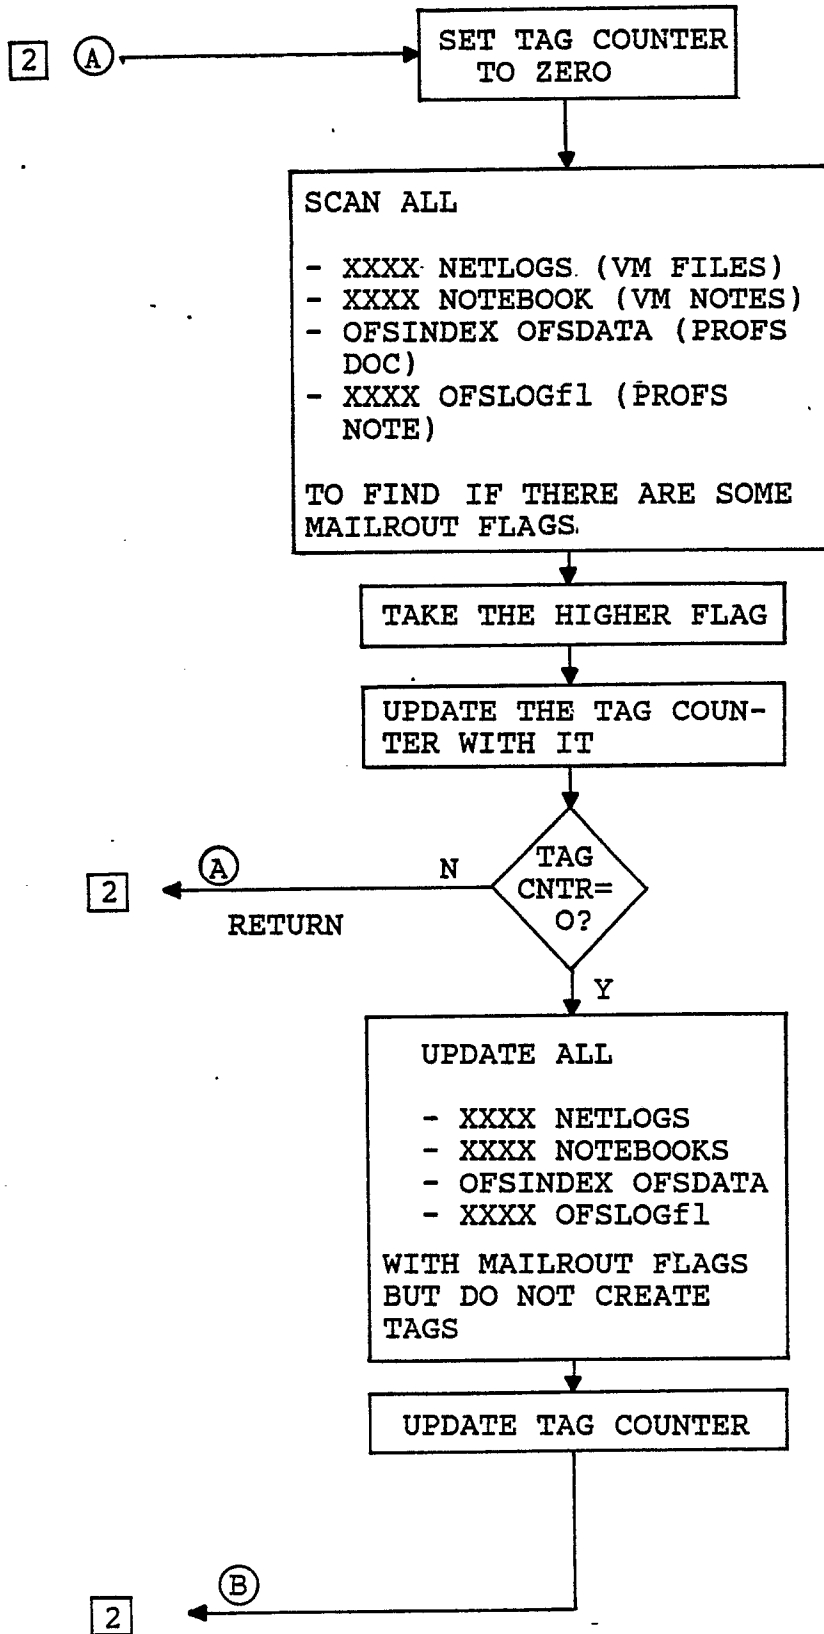 2 A
SET TAG COUNTER
TO ZERO
SCAN ALL
- XXXX NETLOGS (VM FILES)
- XXXX NOTEBOOK (VM NOTES)
- OFSINDEX OFSDATA (PROFS
DOC)
- XXXX OFSLOGfl (PROFS
NOTE)
TO FIND IF THERE ARE SOME
MAILROUT FLAGS
TAKE THE HIGHER FLAG
UPDATE THE TAG COUN-
TER WITH IT
TAG
CNTR=
0?
N
A
2
RETURN
Y
UPDATE ALL
- XXXX NETLOGS
- XXXX NOTEBOOKS
- OFSINDEX OFSDATA
- XXXX OFSLOGfl
WITH MAILROUT FLAGS
BUT DO NOT CREATE
TAGS
UPDATE TAG COUNTER
B
2